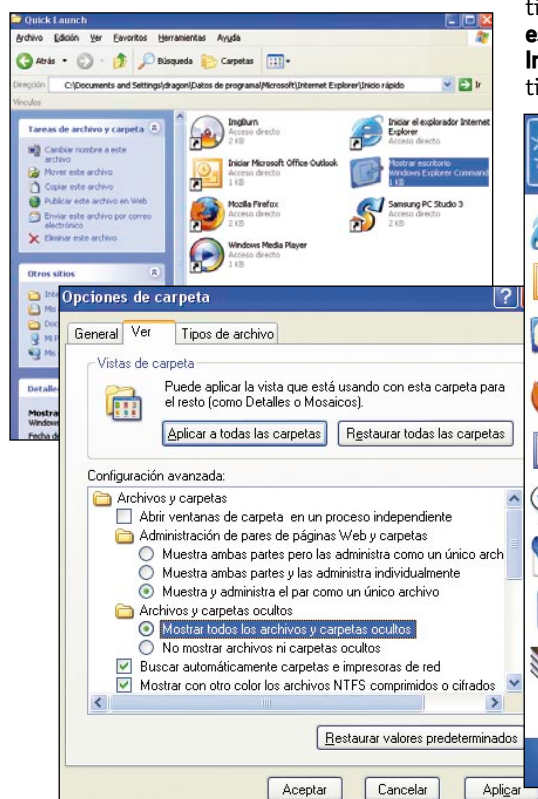 Quick Launch
Archivo Edición Ver Favoritos Herramientas Ayuda
Atrás Búsqueda Carpetas
Dirección C:\Documents and Settings\dragon\Datos de programa\Microsoft\Internet Explorer\Inicio rápido Ir
Vínculos
Tareas de archivo y carpeta
Cambiar nombre a este
archivo
Mover este archivo
Copiar este archivo
Publicar este archivo en Web
Enviar este archivo por correo
electrónico
Eliminar este archivo
Otros sitios
Detalle
Mostra
Window
Fecha de
ImgBurn
Acceso directo
2 KB
Iniciar el explorador Internet
Explorer
Acceso directo
Iniciar Microsoft Office Outlook
Acceso directo
1 KB
Mostrar escritorio
Windows Explorer Command
1 KB
Mozilla Firefox
Acceso directo
2 KB
Samsung PC Studio 3
Acceso directo
2 KB
Windows Media Player
Acceso directo
1 KB
Opciones de carpeta
General Ver Tipos de archivo
Vistas de carpeta
Puede aplicar la vista que está usando con esta carpeta para
el resto (como Detalles o Mosaicos).
Aplicar a todas las carpetas Restaurar todas las carpetas
Configuración avanzada:
Archivos y carpetas
Abrir ventanas de carpeta en un proceso independiente
Administración de pares de páginas Web y carpetas
Muestra ambas partes pero las administra como un único arch
Muestra ambas partes y las administra individualmente
Muestra y administra el par como un único archivo
Archivos y carpetas ocultos
Mostrar todos los archivos y carpetas ocultos
No mostrar archivos ni carpetas ocultos
Buscar automáticamente carpetas e impresoras de red
Mostrar con otro color los archivos NTFS comprimidos o cifrados
Restaurar valores predeterminados
Aceptar Cancelar Aplicar